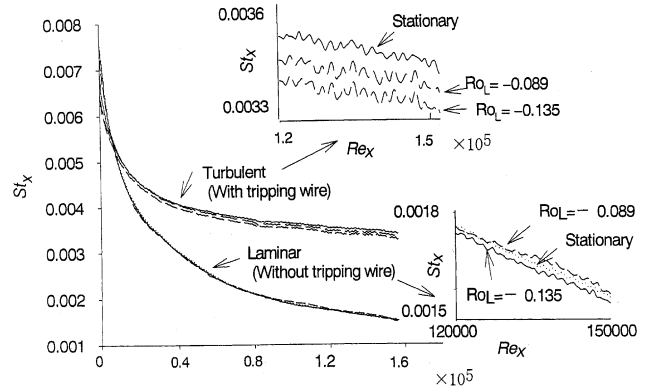 0.008
0.007
0.006
0.005
0.004
0.003
0.002
0.001
St_x
0
0.4
0.8
1.2
1.6
× 10^5
Turbulent
(With tripping wire)
Laminar
(Without tripping wire)
0.0036
0.0033
St_x
Stationary
Ro_L = -0.089
Ro_L = -0.135
1.2
1.5
Re_x
×10^5
0.0018
0.0015
St_x
Ro_L = - 0.089
Stationary
Ro_L = - 0.135
120000
150000
Re_x